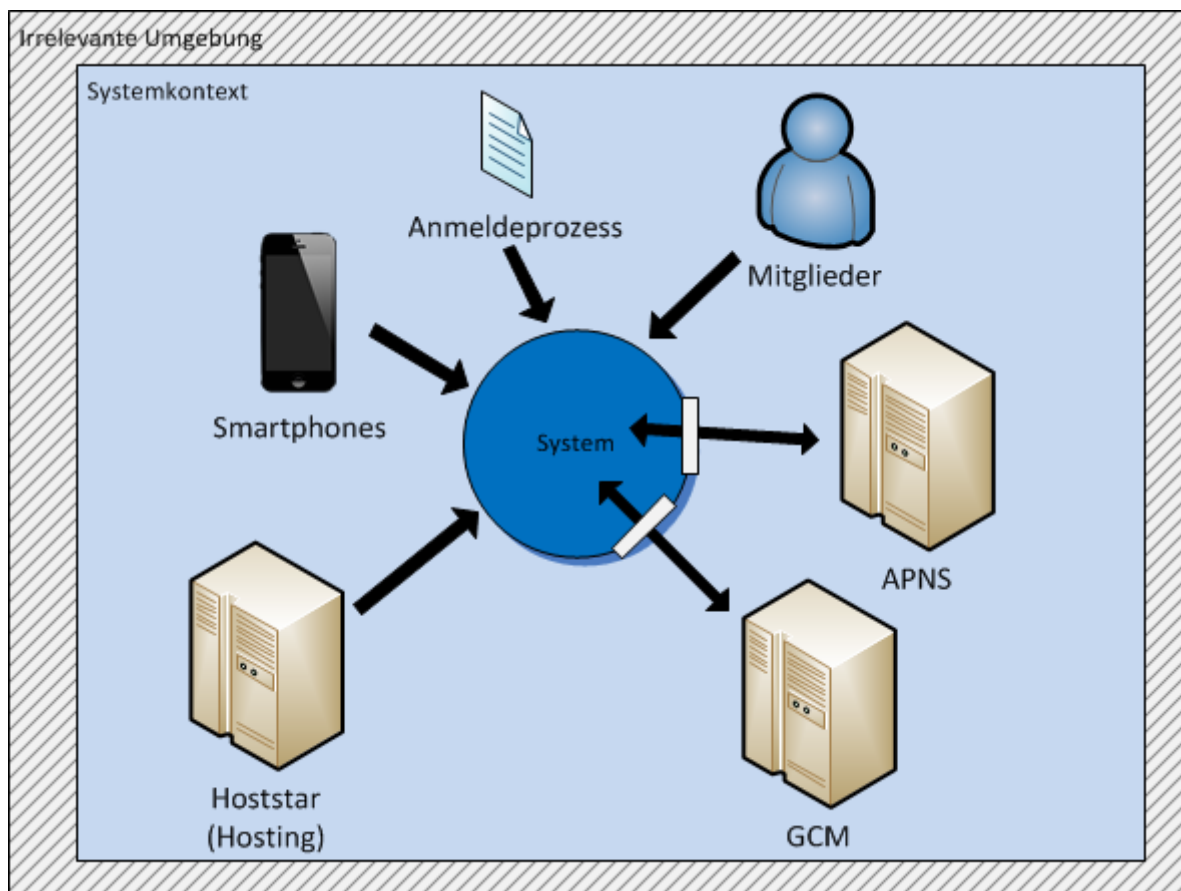 Irrelevante Umgebung
Systemkontext
Anmeldeprozess
Mitglieder
Smartphones
System
APNS
Hoststar
(Hosting)
GCM